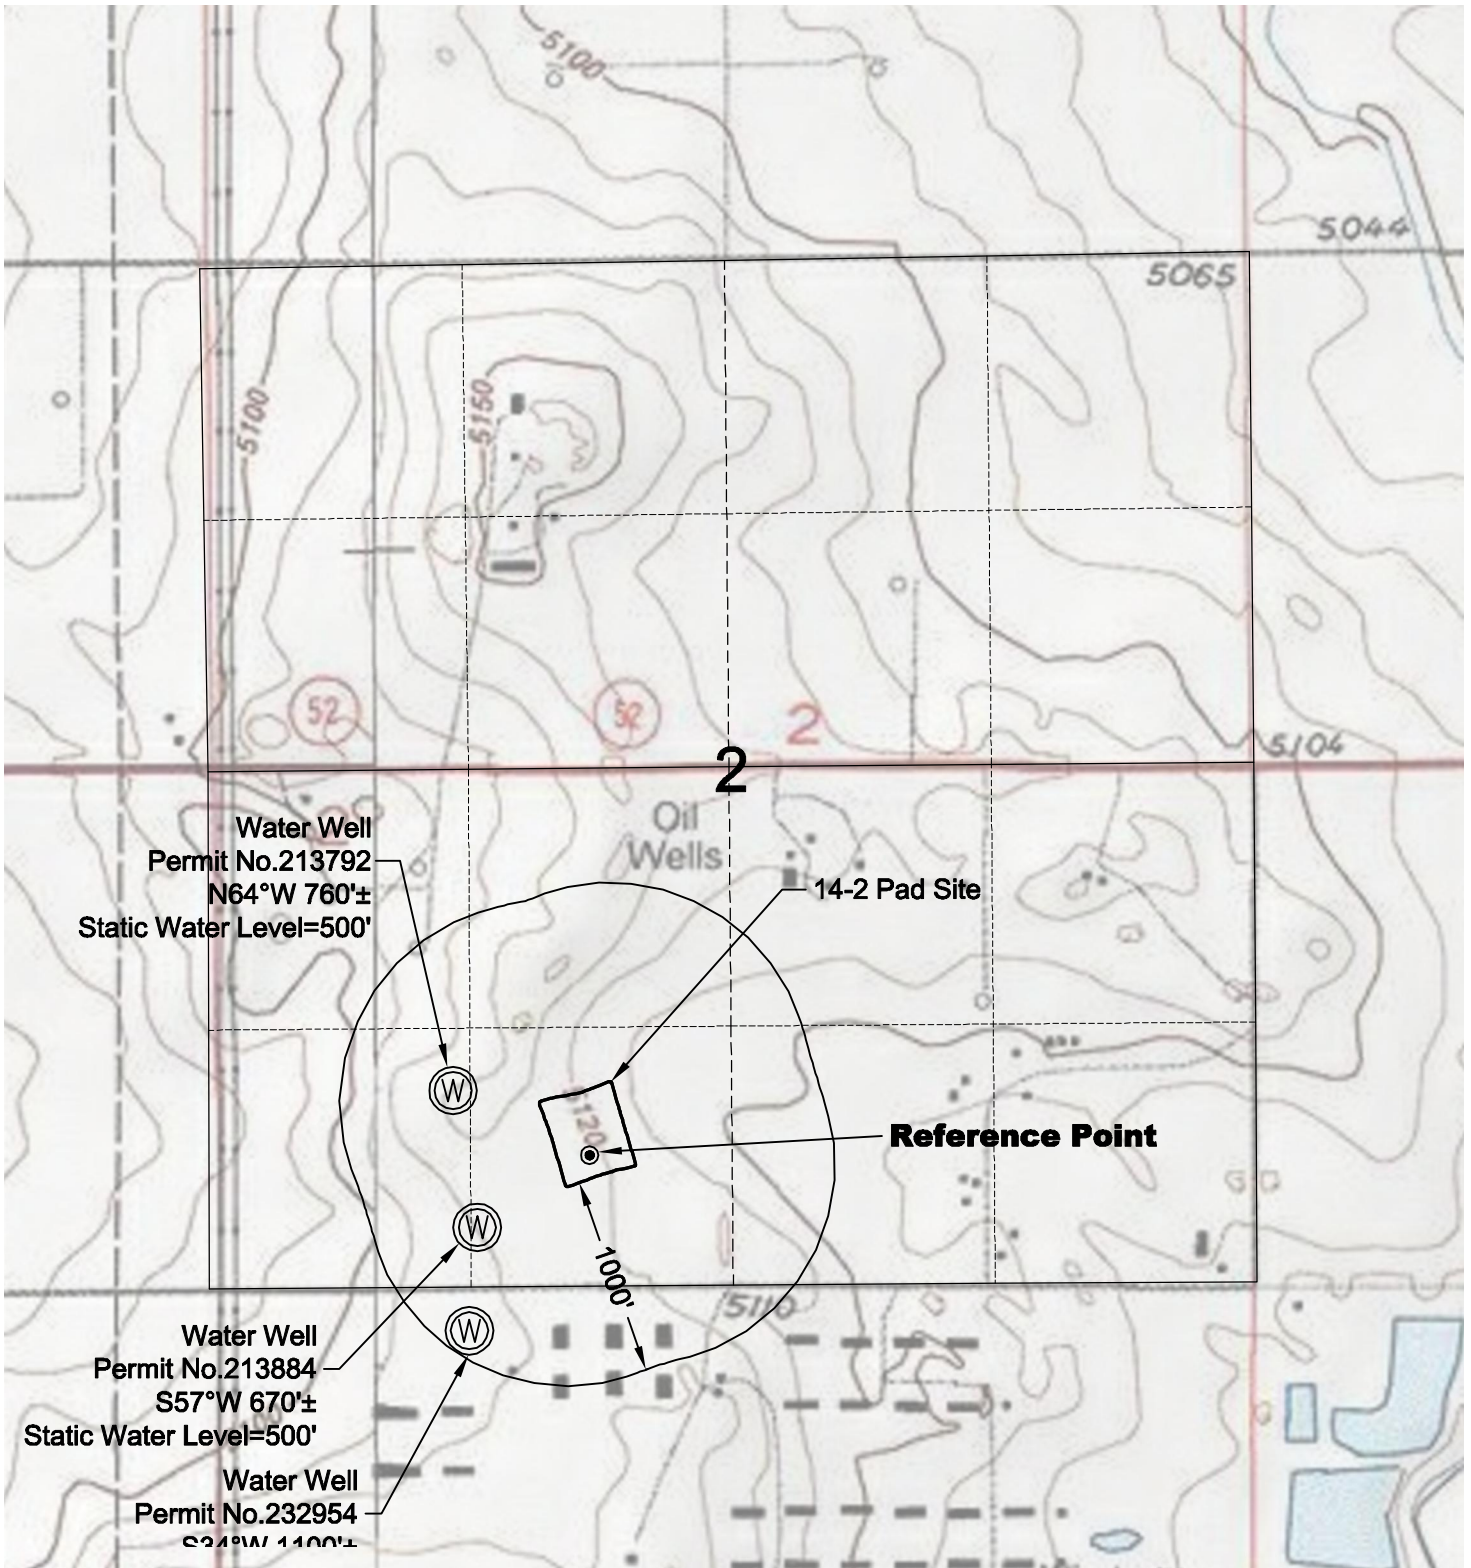 5100
5044
5065
5100
5150
52
52
2
5104
2
Oil
Wells
Water Well
Permit No.213792
N64°W 760'±
Static Water Level=500'
14-2 Pad Site
W
5120
Reference Point
W
1000'
5110
W
Water Well
Permit No.213884
S57°W 670'±
Static Water Level=500'
Water Well
Permit No.232954
S34°W 1100'±